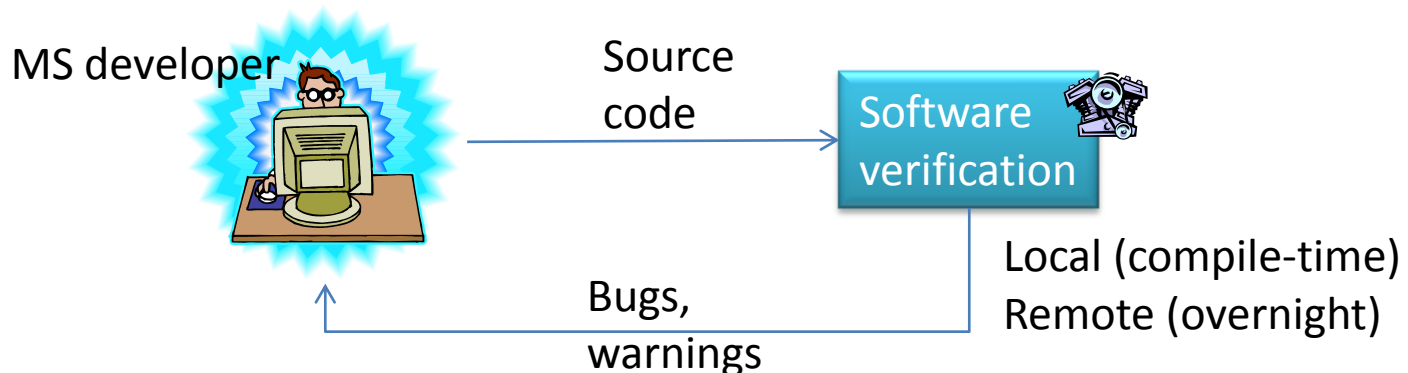 MS developer
Source
code
Software
verification
Local (compile-time)
Remote (overnight)
Bugs,
warnings